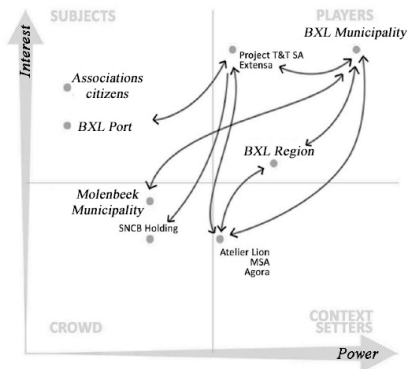 SUBJECTS
PLAYERS
BXL Municipality
Interest
Project T&T SA
Extensa
Associations
citizens
BXL Port
BXL Region
Molenbeek
Municipality
SNCB Holding
Atelier Lion
MSA
Agora
CROWD
CONTEXT
SETTERS
Power